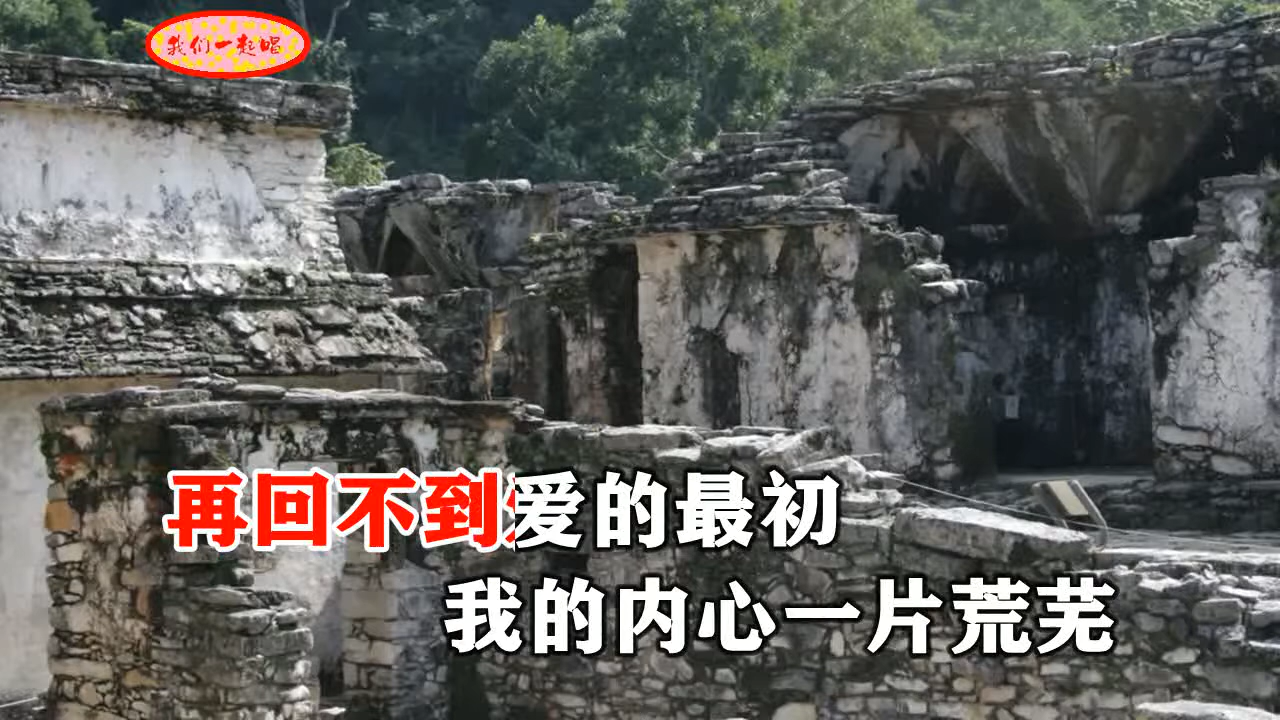 我们一起唱
再回不到爱的最初
我的内心一片荒芜